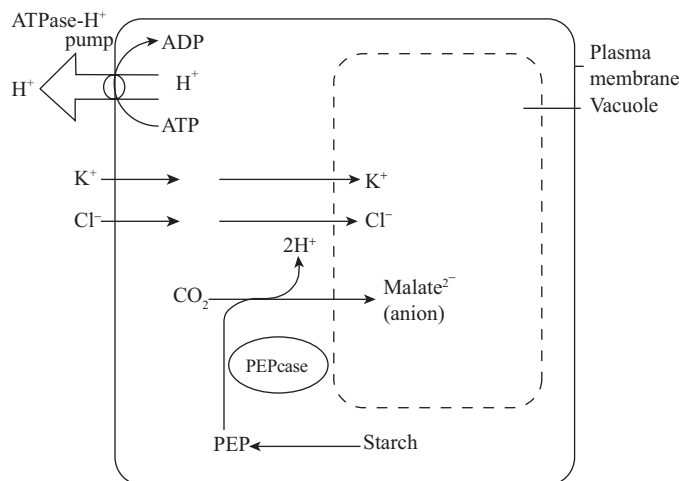 ATPase-H⁺
pump
ADP
H⁺
H⁺
ATP
Plasma
membrane
Vacuole
K⁺
K⁺
Cl⁻
Cl⁻
2H⁺
CO₂
Malate²⁻
(anion)
PEPcase
PEP
Starch